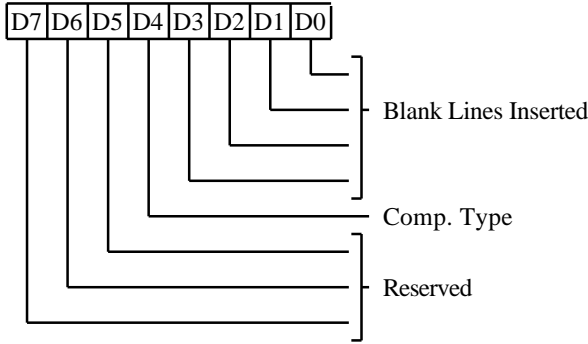 D7 D6 D5 D4 D3 D2 D1 D0
Blank Lines Inserted
Comp. Type
Reserved